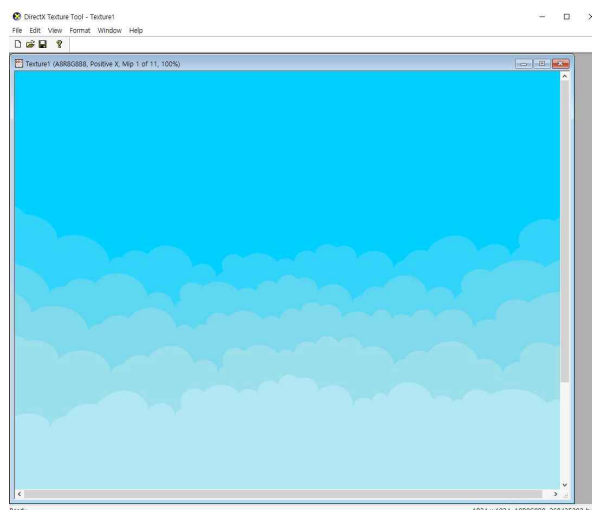 DirectX Texture Tool - Texture1
File Edit View Format Window Help
Texture1 (A8R8G8B8, Positive X, Mip 1 of 11, 100%)